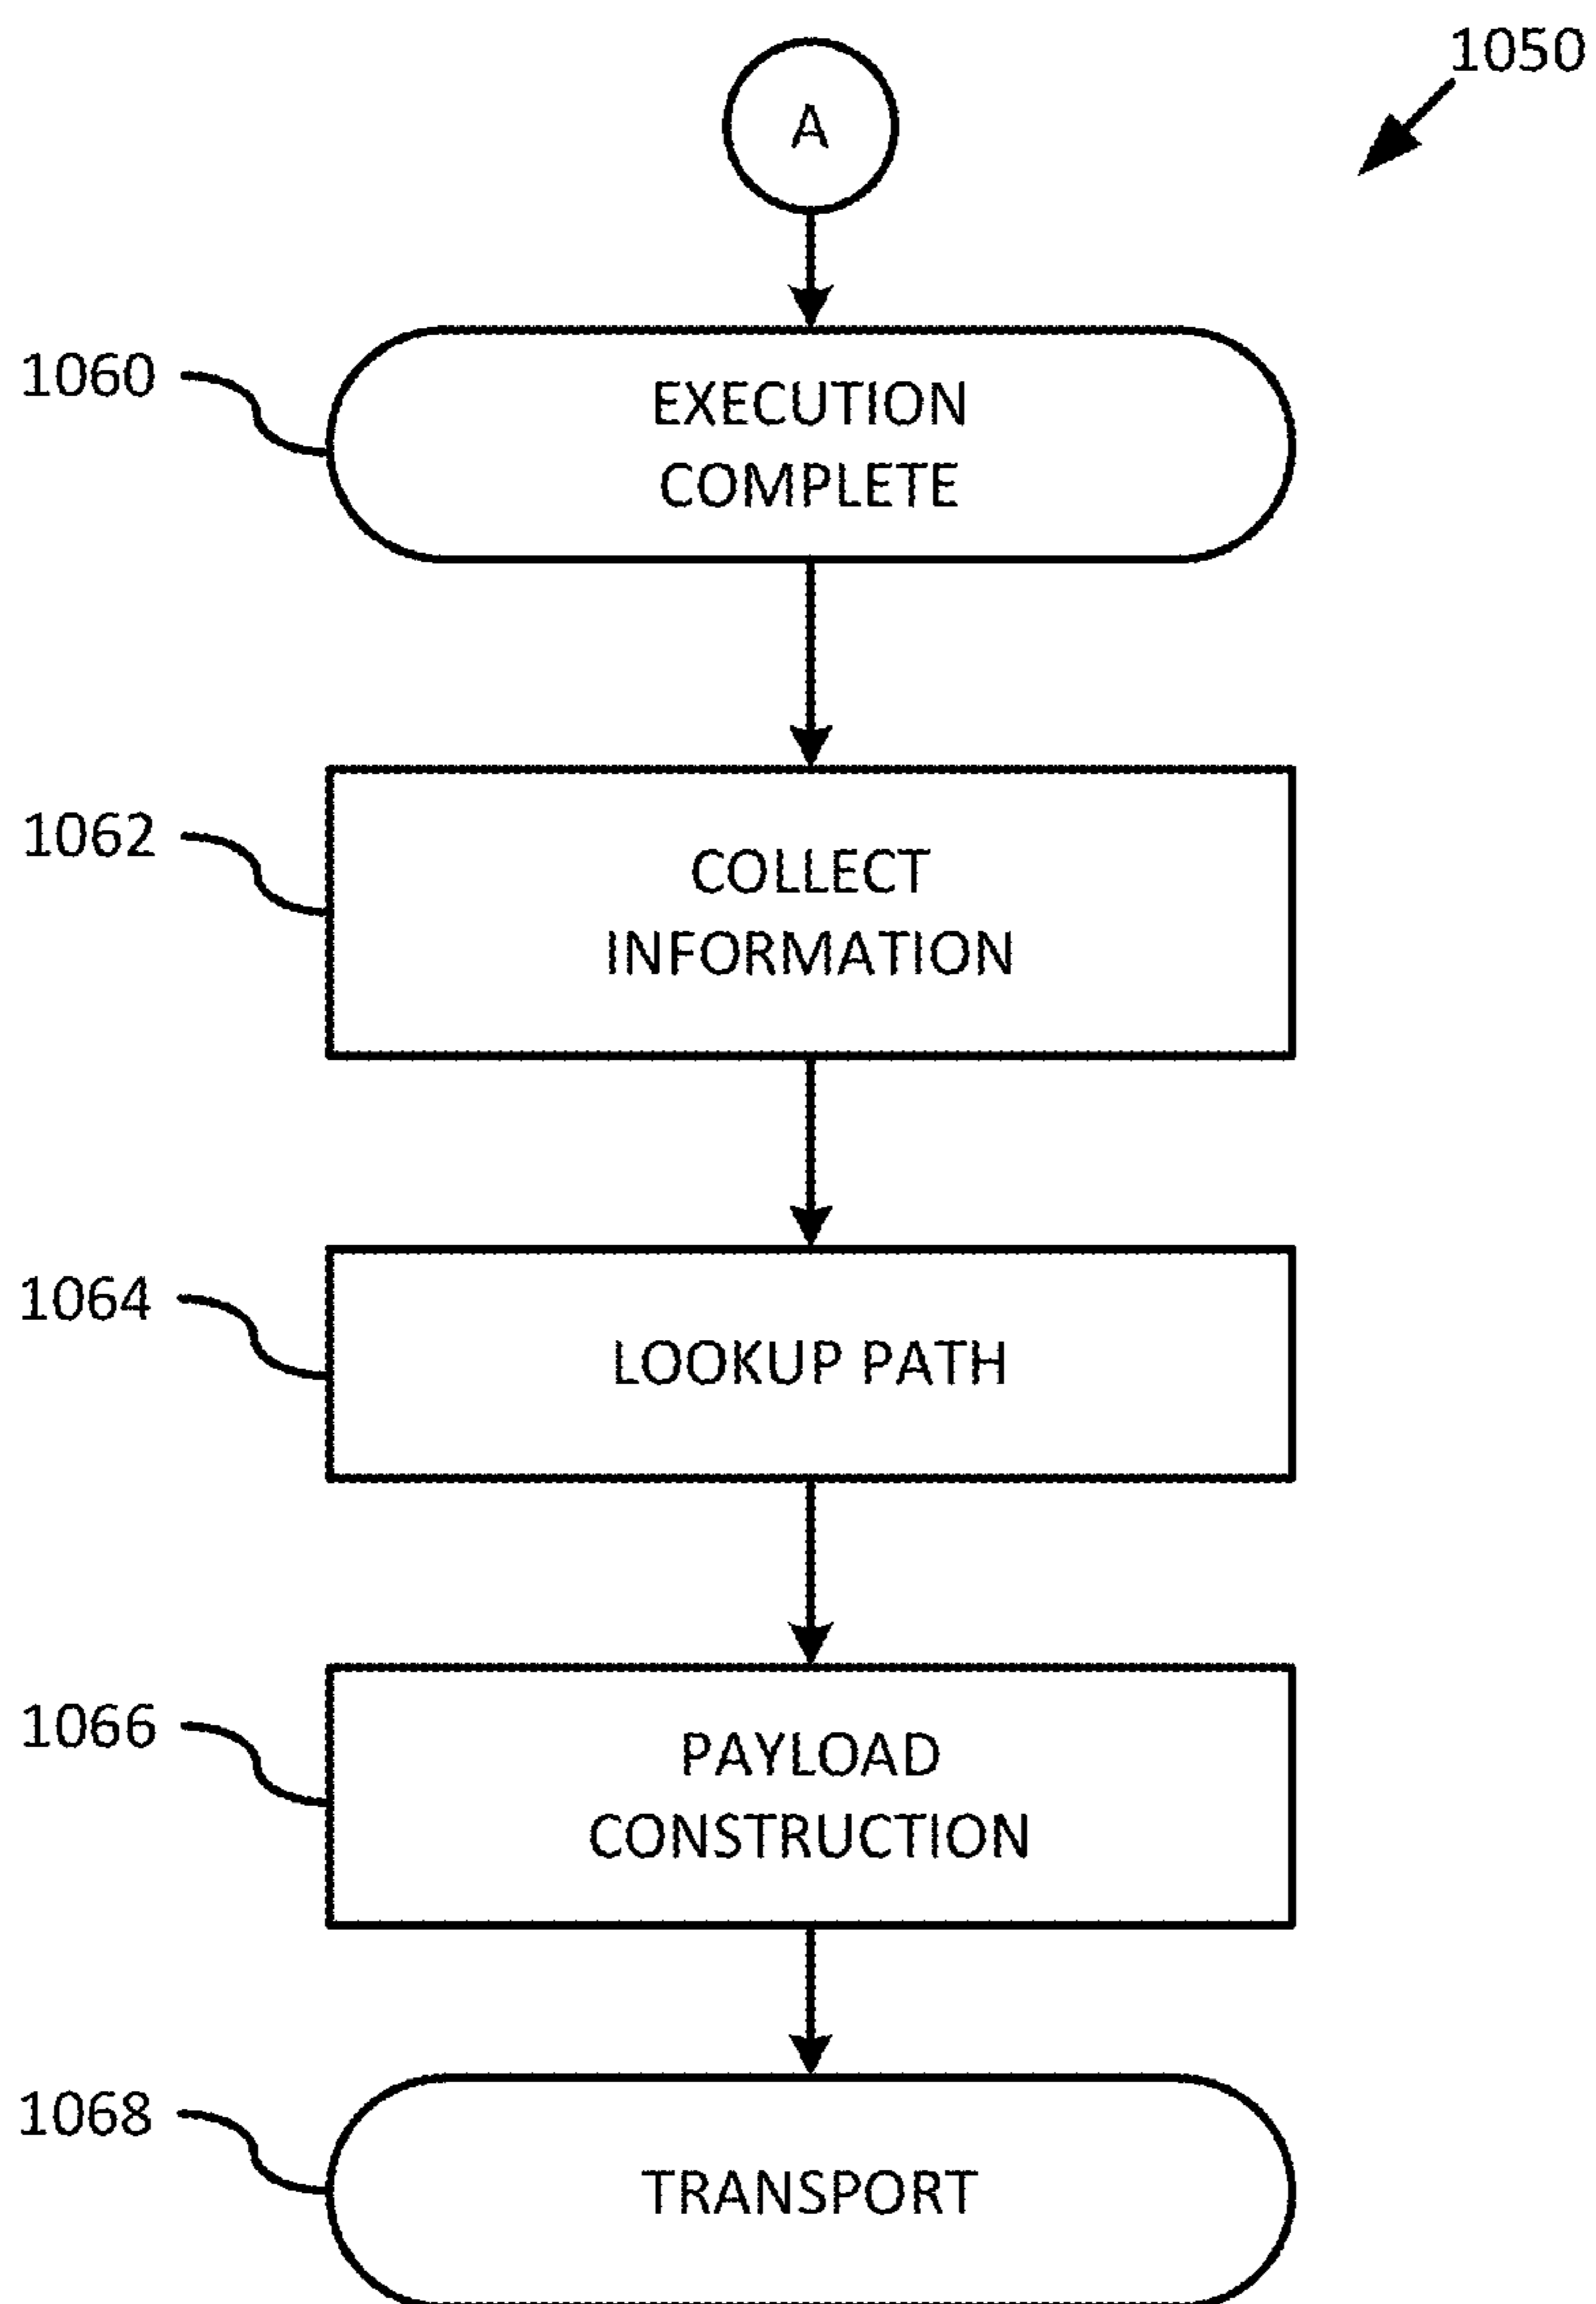 1050
A
1060
EXECUTION
COMPLETE
1062
COLLECT
INFORMATION
1064
LOOKUP PATH
1066
PAYLOAD
CONSTRUCTION
1068
TRANSPORT